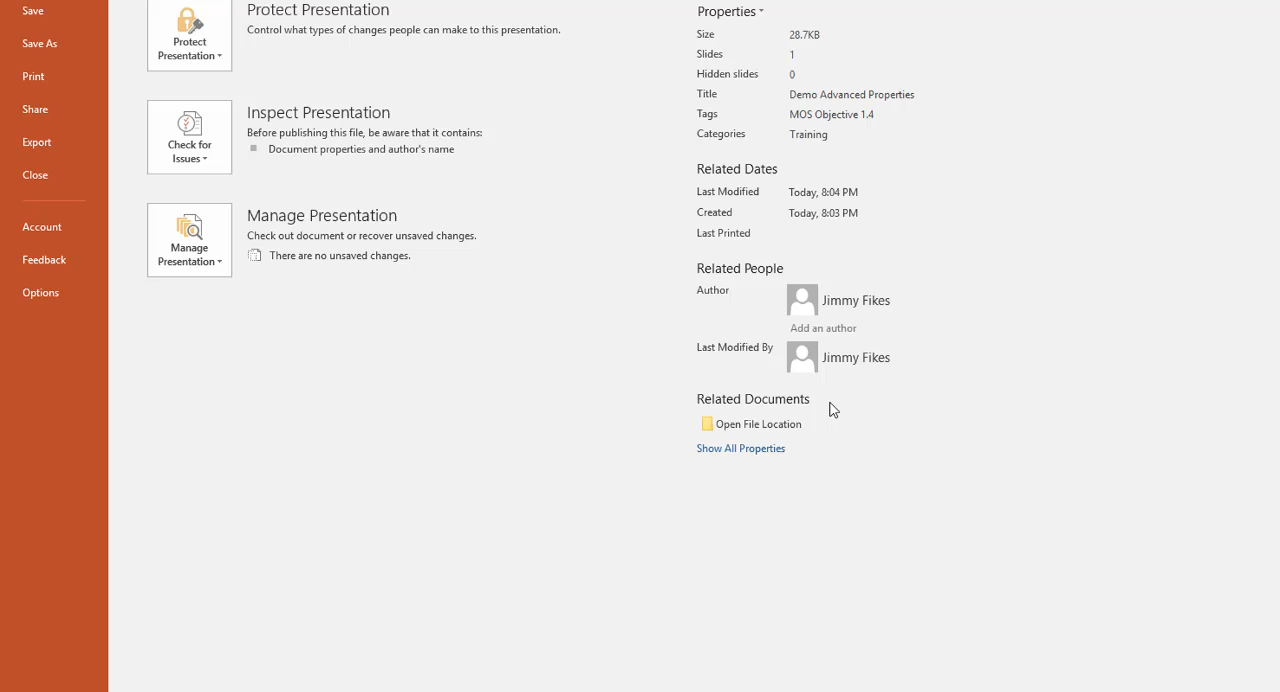 Save
Save As
Print
Share
Export
Close
Account
Feedback
Options
Protect Presentation
Protect Presentation
Control what types of changes people can make to this presentation.
Check for Issues
Inspect Presentation
Before publishing this file, be aware that it contains:
Document properties and author's name
Manage Presentation
Manage Presentation
Check out document or recover unsaved changes.
There are no unsaved changes.
Properties
Size 28.7KB
Slides 1
Hidden slides 0
Title Demo Advanced Properties
Tags MOS Objective 1.4
Categories Training
Related Dates
Last Modified Today, 8:04 PM
Created Today, 8:03 PM
Last Printed
Related People
Author Jimmy Fikes
Add an author
Last Modified By Jimmy Fikes
Related Documents
Open File Location
Show All Properties